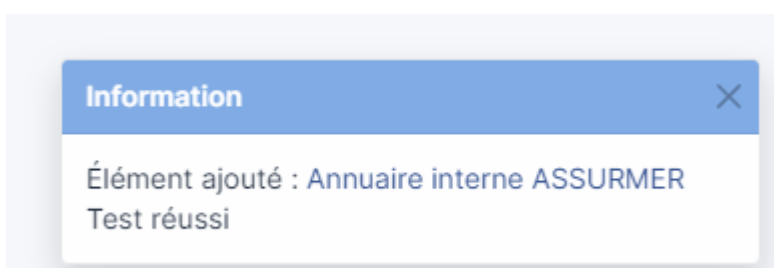 Information
Élément ajouté : Annuaire interne ASSURMER
Test réussi